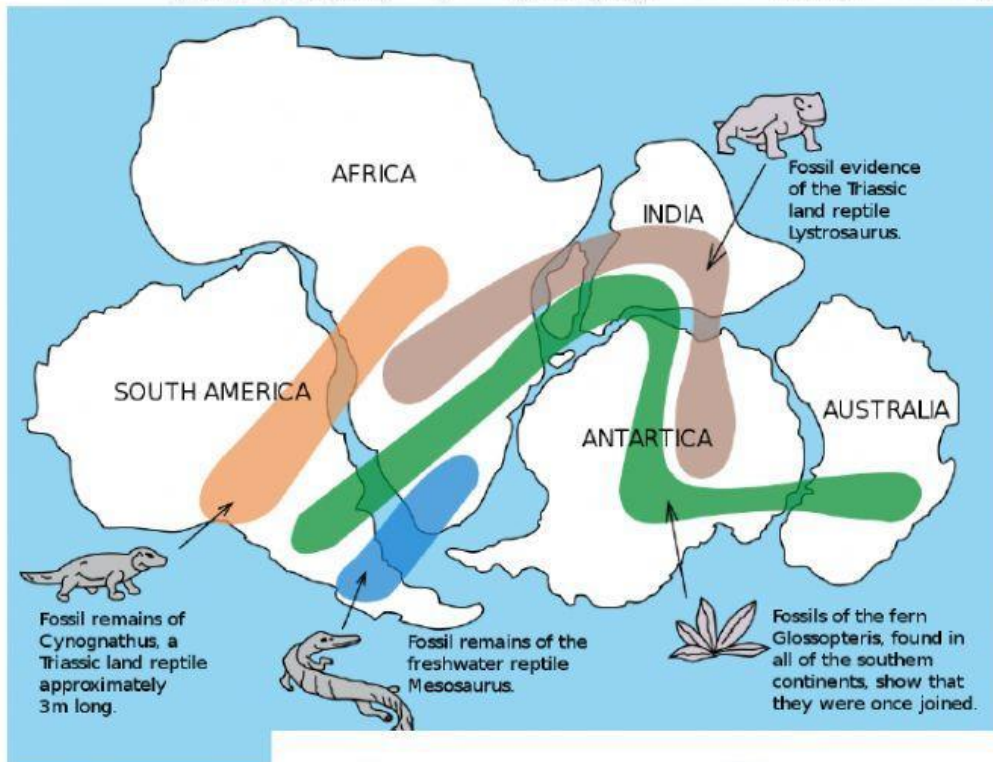 AFRICA
INDIA
Fossil evidence
of the Triassic
land reptile
Lystrosaurus.
SOUTH AMERICA
ANTARTICA
AUSTRALIA
Fossil remains of
Cynognathus, a
Triassic land reptile
approximately
3m long.
Fossil remains of the
freshwater reptile
Mesosaurus.
Fossils of the fern
Glossopteris, found in
all of the southem
continents, show that
they were once joined.